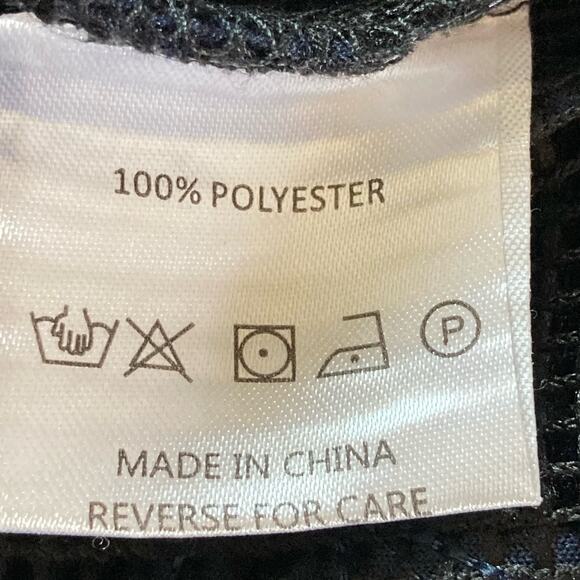 100% POLYESTER
P
MADE IN CHINA
REVERSE FOR CARE